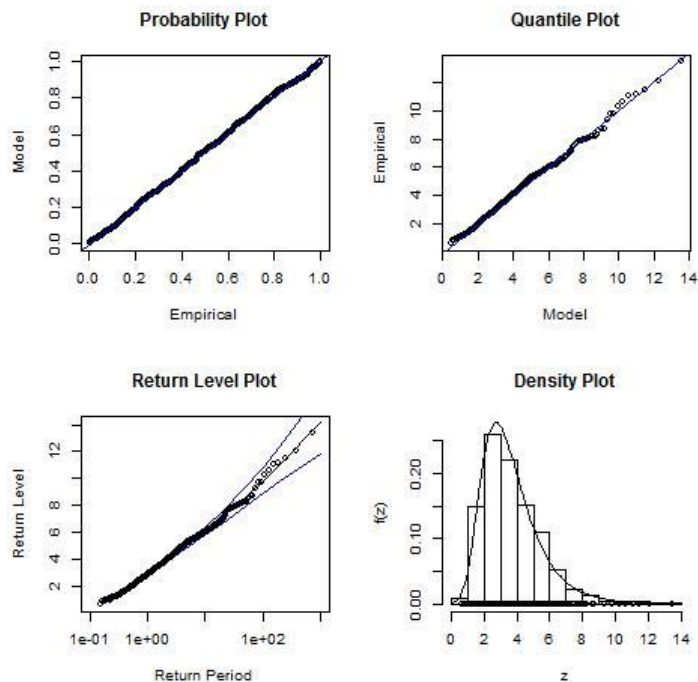 Probability Plot
Model
0.0 0.2 0.4 0.6 0.8 1.0
0.0 0.2 0.4 0.6 0.8 1.0
Empirical
Quantile Plot
Empirical
2 4 6 8 10
2 4 6 8 10 12 14
Model
Return Level Plot
Return Level
2 4 6 8 12
1e-01 1e+00 1e+02
Return Period
Density Plot
f(z)
0.00 0.10 0.20
0 2 4 6 8 10 12 14
z